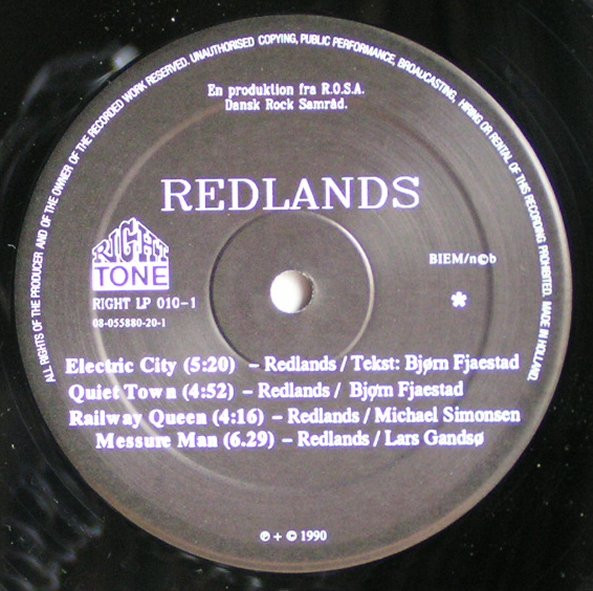 ALL RIGHTS OF THE PRODUCER AND OF THE OWNER OF THE RECORDED WORK RESERVED. UNAUTHORISED COPYING, PUBLIC PERFORMANCE, BROADCASTING, HIRING OR RENTAL OF THIS RECORDING PROHIBITED. MADE IN HOLLAND.
En produktion fra R.O.S.A.
Dansk Rock Samråd.
REDLANDS
RIGHT
TONE
BIEM/n©b
RIGHT LP 010-1
*
08-055880-20-1
Electric City (5:20) – Redlands / Tekst: Bjørn Fjaestad
Quiet Town (4:52) – Redlands / Bjørn Fjaestad
Railway Queen (4:16) – Redlands / Michael Simonsen
Messure Man (6.29) – Redlands / Lars Gandsø
℗ + © 1990